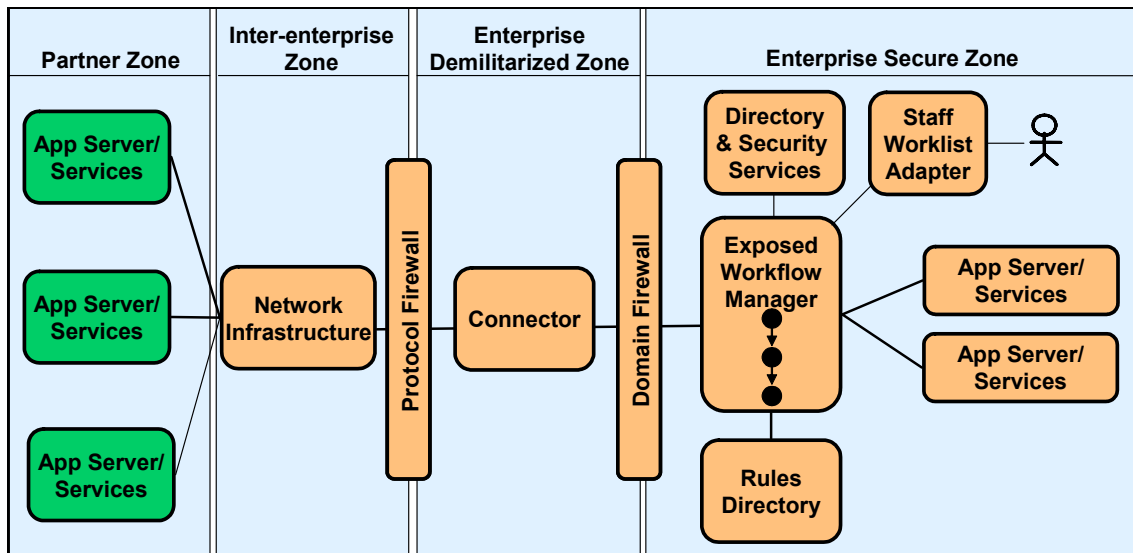 Partner Zone
Inter-enterprise
Zone
Enterprise
Demilitarized Zone
Enterprise Secure Zone
App Server/
Services
App Server/
Services
App Server/
Services
Network
Infrastructure
Protocol Firewall
Connector
Domain Firewall
Directory
& Security
Services
Staff
Worklist
Adapter
Exposed
Workflow
Manager
App Server/
Services
App Server/
Services
Rules
Directory